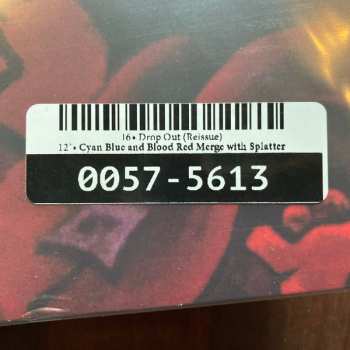 16• Drop Out (Reissue)
12"• Cyan Blue and Blood Red Merge with Splatter
0057-5613